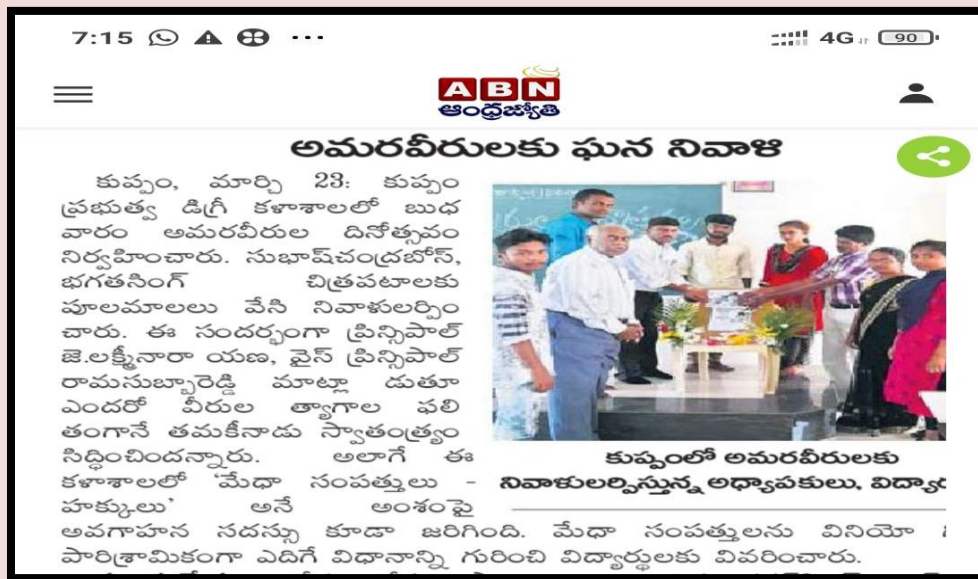 7:15
4G 90
ABN
ఆంధ్రజ్యోతి
అమరవీరులకు ఘన నివాళి
కుప్పం, మార్చి 23: కుప్పం
ప్రభుత్వ డిగ్రీ కళాశాలలో బుధ
వారం అమరవీరుల దినోత్సవం
నిర్వహించారు. సుభాష్‌చంద్రబోస్,
భగతసింగ్ చిత్రపటాలకు
పూలమాలలు వేసి నివాళులర్పిం
చారు. ఈ సందర్భంగా ప్రిన్సిపాల్
జె.లక్ష్మీనారా యణ, వైస్ ప్రిన్సిపాల్
రామసుబ్బారెడ్డి మాట్లా డుతూ
ఎందరో వీరుల త్యాగాల ఫలి
తంగానే తమకీనాడు స్వాతంత్ర్యం
సిద్ధించిందన్నారు. అలాగే ఈ
కళాశాలలో 'మేధా సంపత్తులు -
హక్కులు' అనే అంశంపై
అవగాహన సదస్సు కూడా జరిగింది. మేధా సంపత్తులను వినియో
పారిశ్రామికంగా ఎదిగే విధానాన్ని గురించి విద్యార్థులకు వివరించారు.
కుప్పంలో అమరవీరులకు
నివాళులర్పిస్తున్న అధ్యాపకులు,